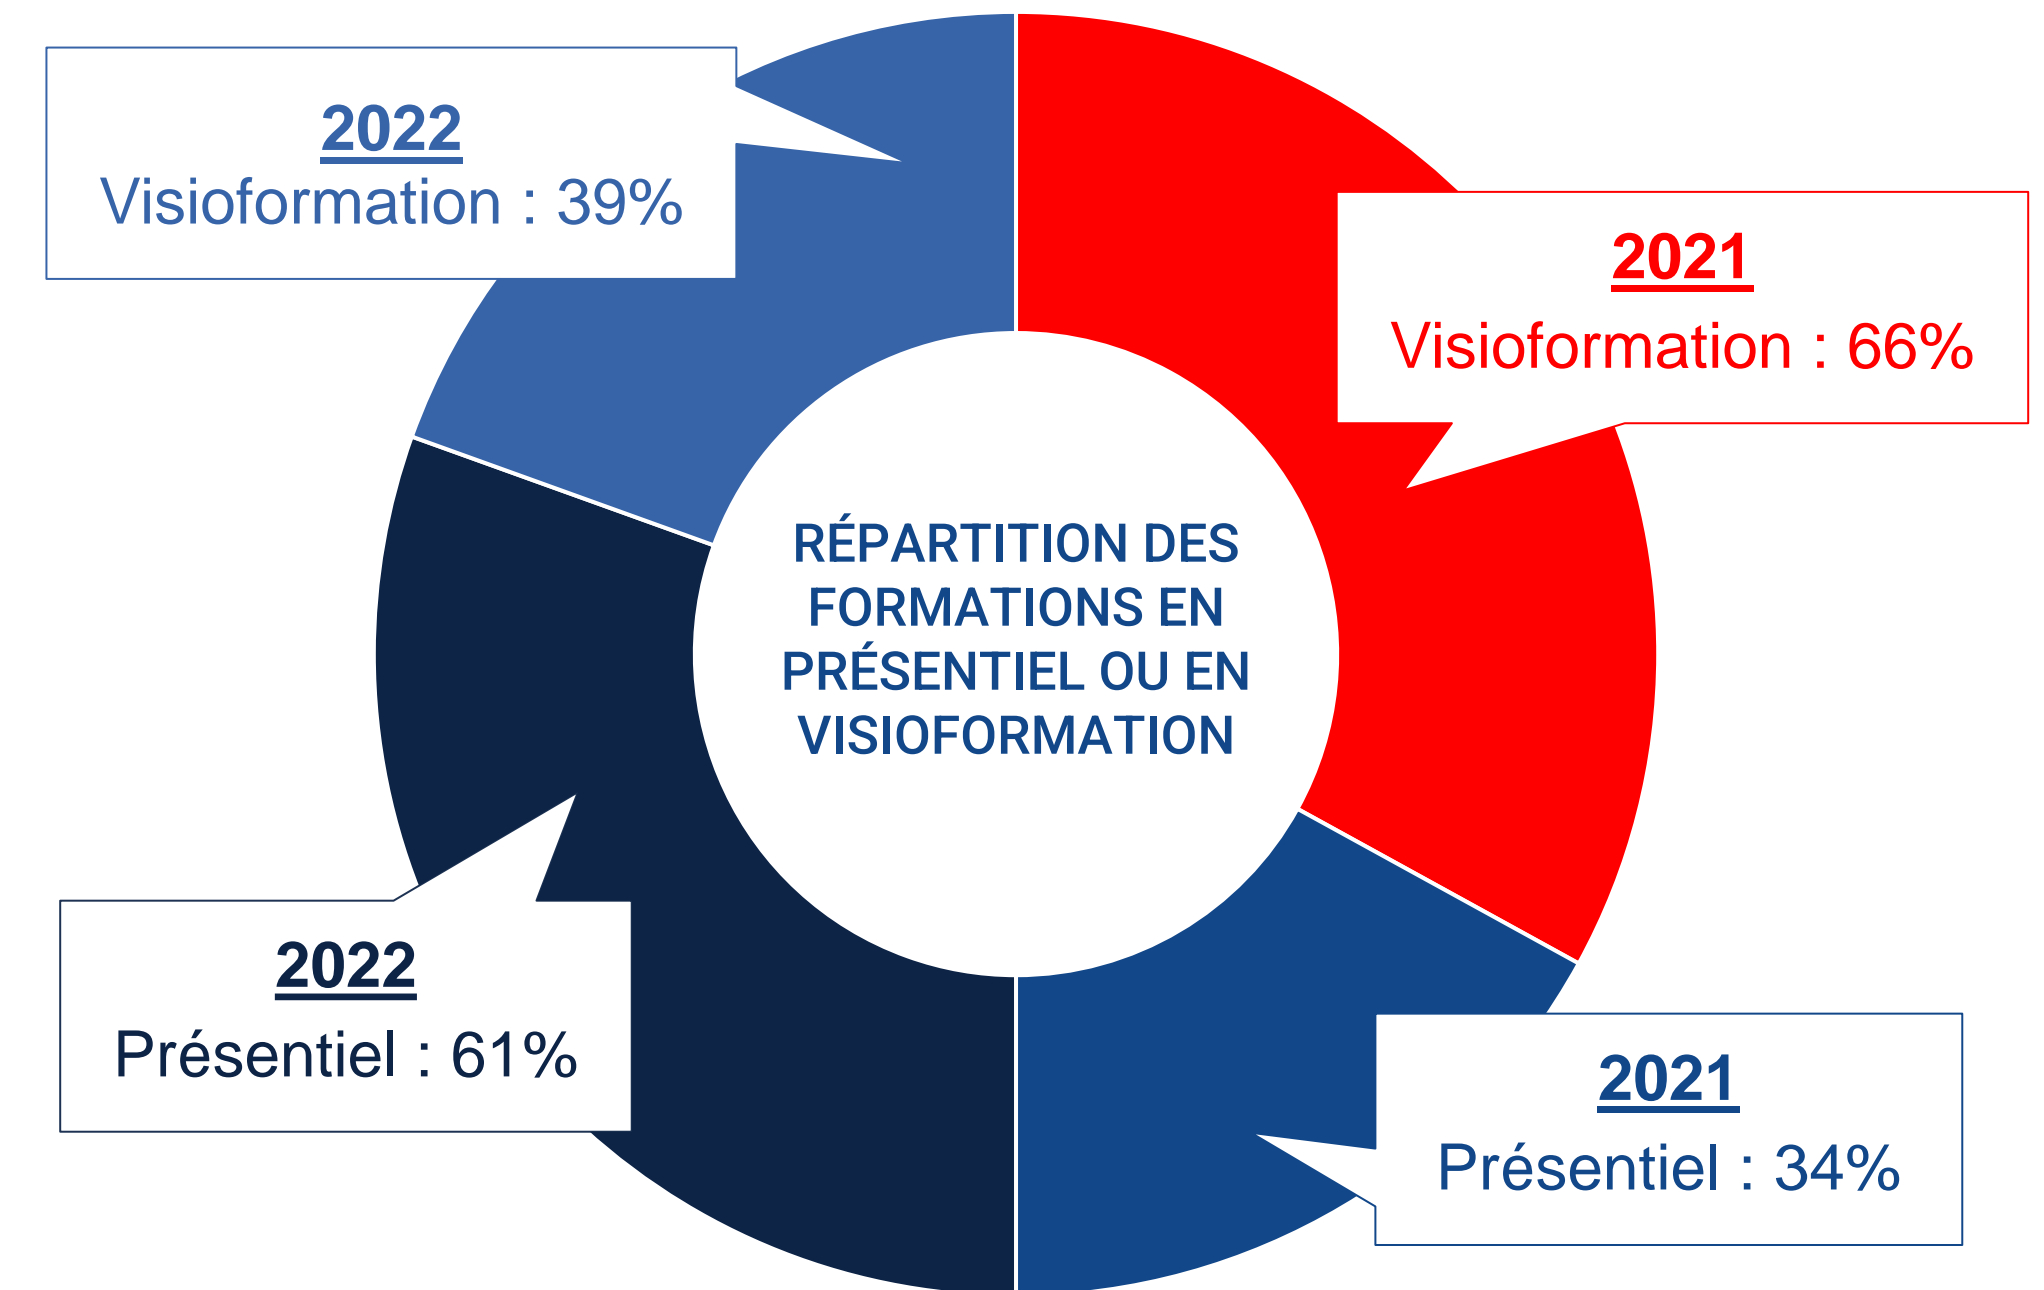 2022
Visioformation : 39%
2021
Visioformation : 66%
RÉPARTITION DES
FORMATIONS EN
PRÉSENTIEL OU EN
VISIOFORMATION
2022
Présentiel : 61%
2021
Présentiel : 34%